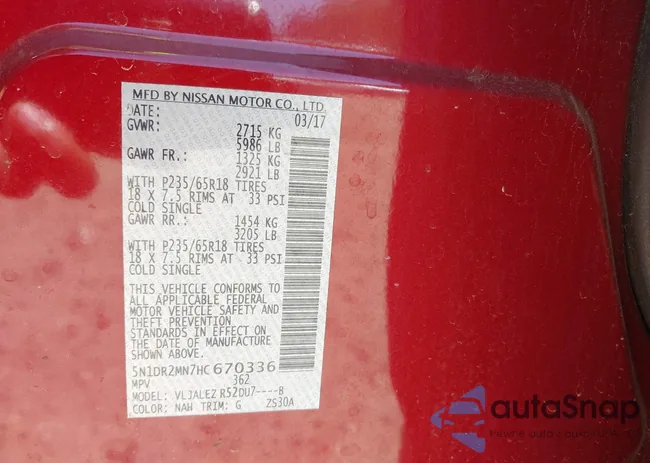 MFD BY NISSAN MOTOR CO., LTD.
DATE: 03/17
GVWR: 2715 KG
5986 LB
GAWR FR.: 1325 KG
2921 LB
WITH P235/65R18 TIRES
18 X 7.5 RIMS AT 33 PSI
COLD SINGLE
GAWR RR.: 1454 KG
3205 LB
WITH P235/65R18 TIRES
18 X 7.5 RIMS AT 33 PSI
COLD SINGLE
THIS VEHICLE CONFORMS TO
ALL APPLICABLE FEDERAL
MOTOR VEHICLE SAFETY AND
THEFT PREVENTION
STANDARDS IN EFFECT ON
THE DATE OF MANUFACTURE
SHOWN ABOVE.
5N1DR2MN7HC670336
MPV 362
MODEL: VLJALEZ R52DU7----B
COLOR: NAH TRIM: G ZS30A
autoSnap